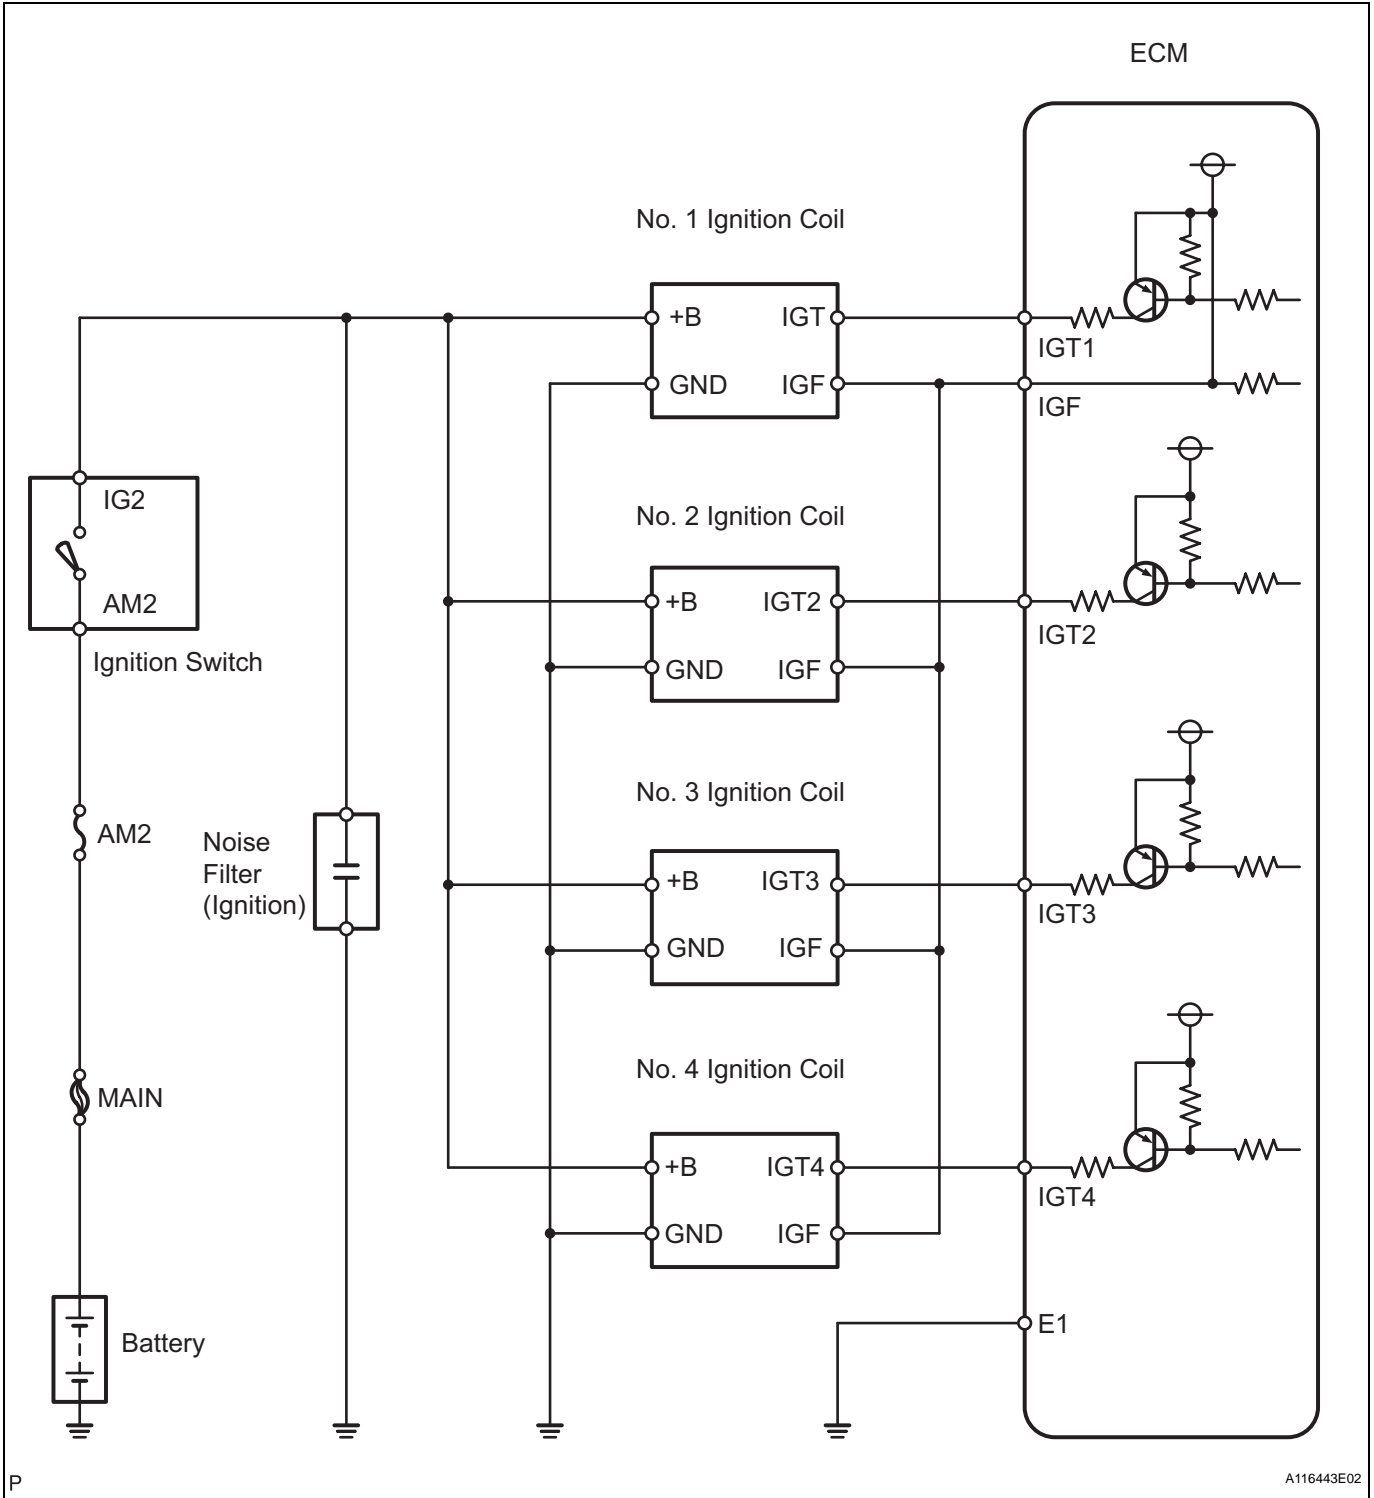 ECM
No. 1 Ignition Coil
+B
IGT
IGT1
GND
IGF
IGF
IG2
AM2
Ignition Switch
No. 2 Ignition Coil
+B
IGT2
IGT2
GND
IGF
No. 3 Ignition Coil
AM2
Noise
Filter
(Ignition)
+B
IGT3
IGT3
GND
IGF
No. 4 Ignition Coil
MAIN
+B
IGT4
IGT4
GND
IGF
E1
Battery
P
A116443E02